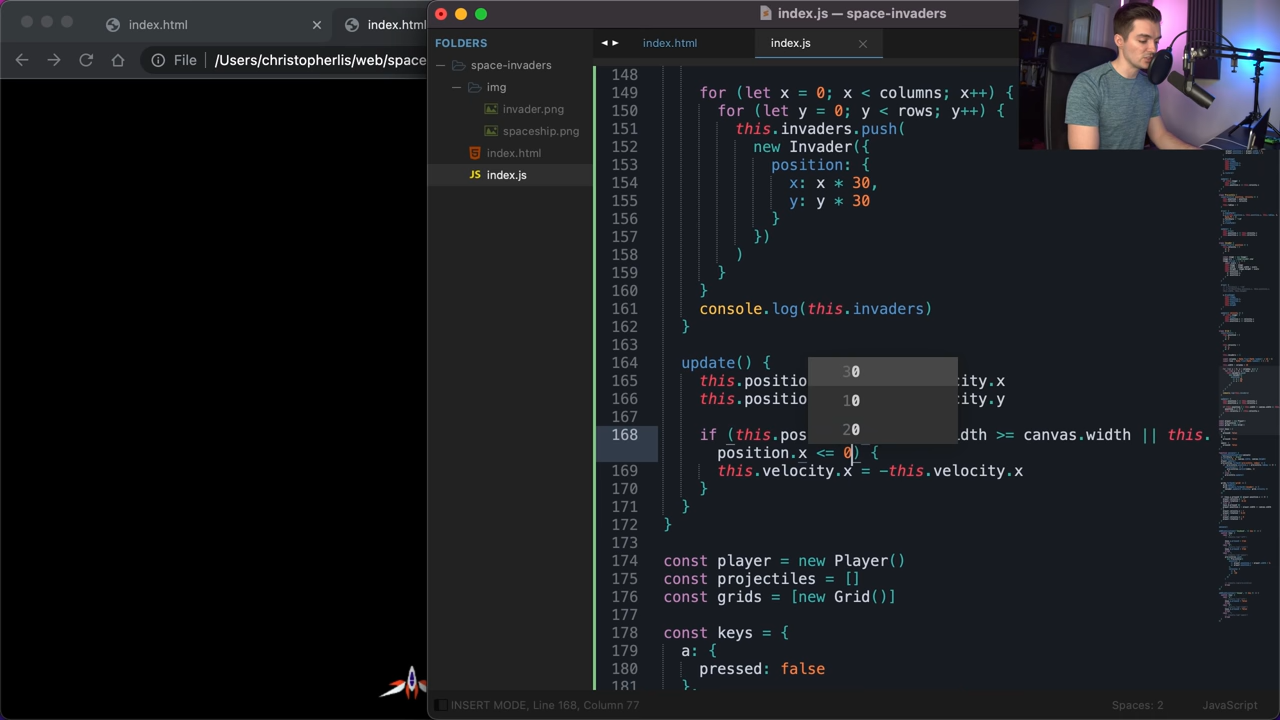 index.html
index.html
File
/Users/christopherlis/web/space
index.js — space-invaders
FOLDERS
space-invaders
img
invader.png
spaceship.png
index.html
JS index.js
index.html
index.js
148
149 for (let x = 0; x < columns; x++) {
150 for (let y = 0; y < rows; y++) {
151 this.invaders.push(
152 new Invader({
153 position: {
154 x: x * 30,
155 y: y * 30
156 }
157 })
158 )
159 }
160 }
161 console.log(this.invaders)
162 }
163
164 update() {
165 this.positio city.x
166 this.positio city.y
167
168 if (this.pos idth >= canvas.width || this.
position.x <= 0) {
169 this.velocity.x = -this.velocity.x
170 }
171 }
172 }
173
174 const player = new Player()
175 const projectiles = []
176 const grids = [new Grid()]
177
178 const keys = {
179 a: {
180 pressed: false
181 },
30
10
20
INSERT MODE, Line 168, Column 77
Spaces: 2
JavaScript